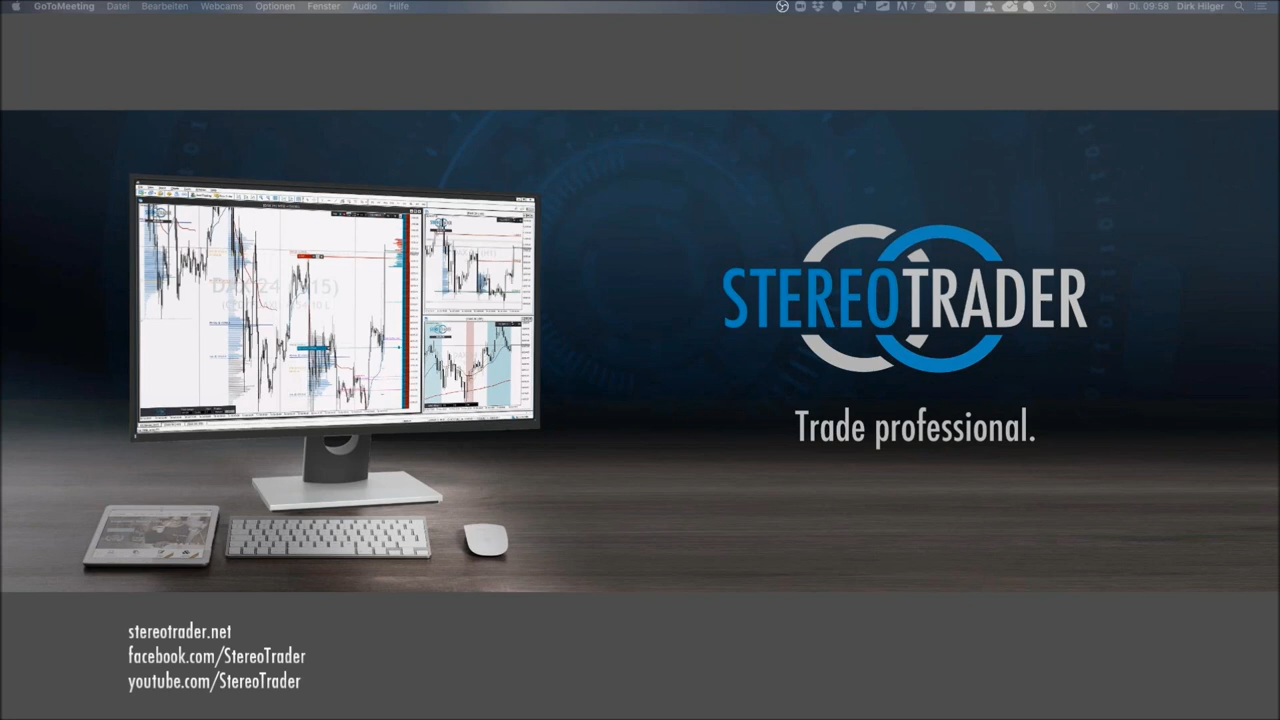 GoToMeeting Datei Bearbeiten Webcams Optionen Fenster Audio Hilfe 7 Di. 09:58 Dirk Hilger
STEREOTRADER
Trade professional.
stereotrader.net
facebook.com/StereoTrader
youtube.com/StereoTrader